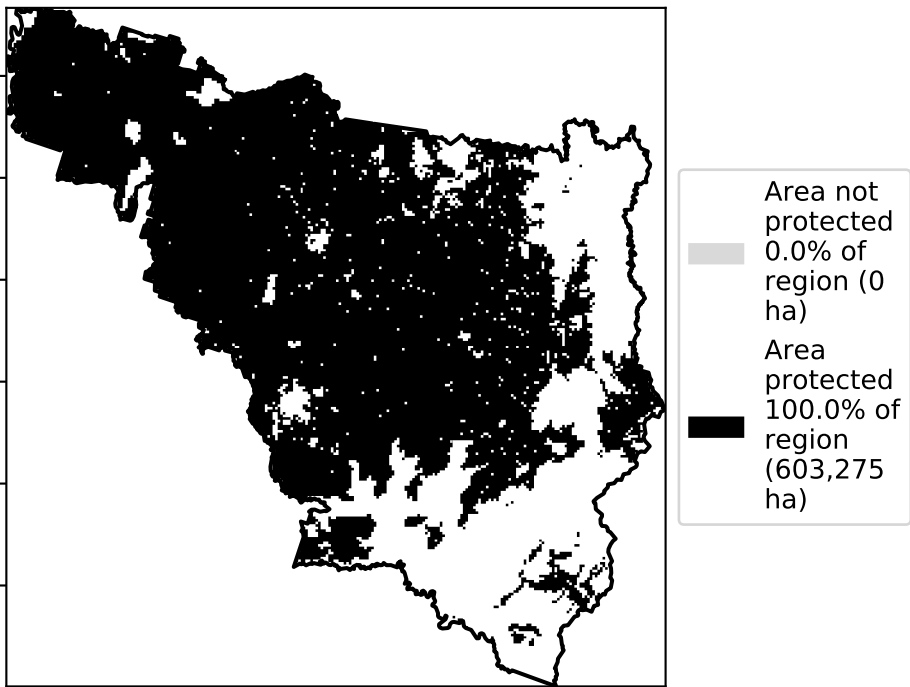 Area not
protected
0.0% of
region (0
ha)
Area
protected
100.0% of
region
(603,275
ha)